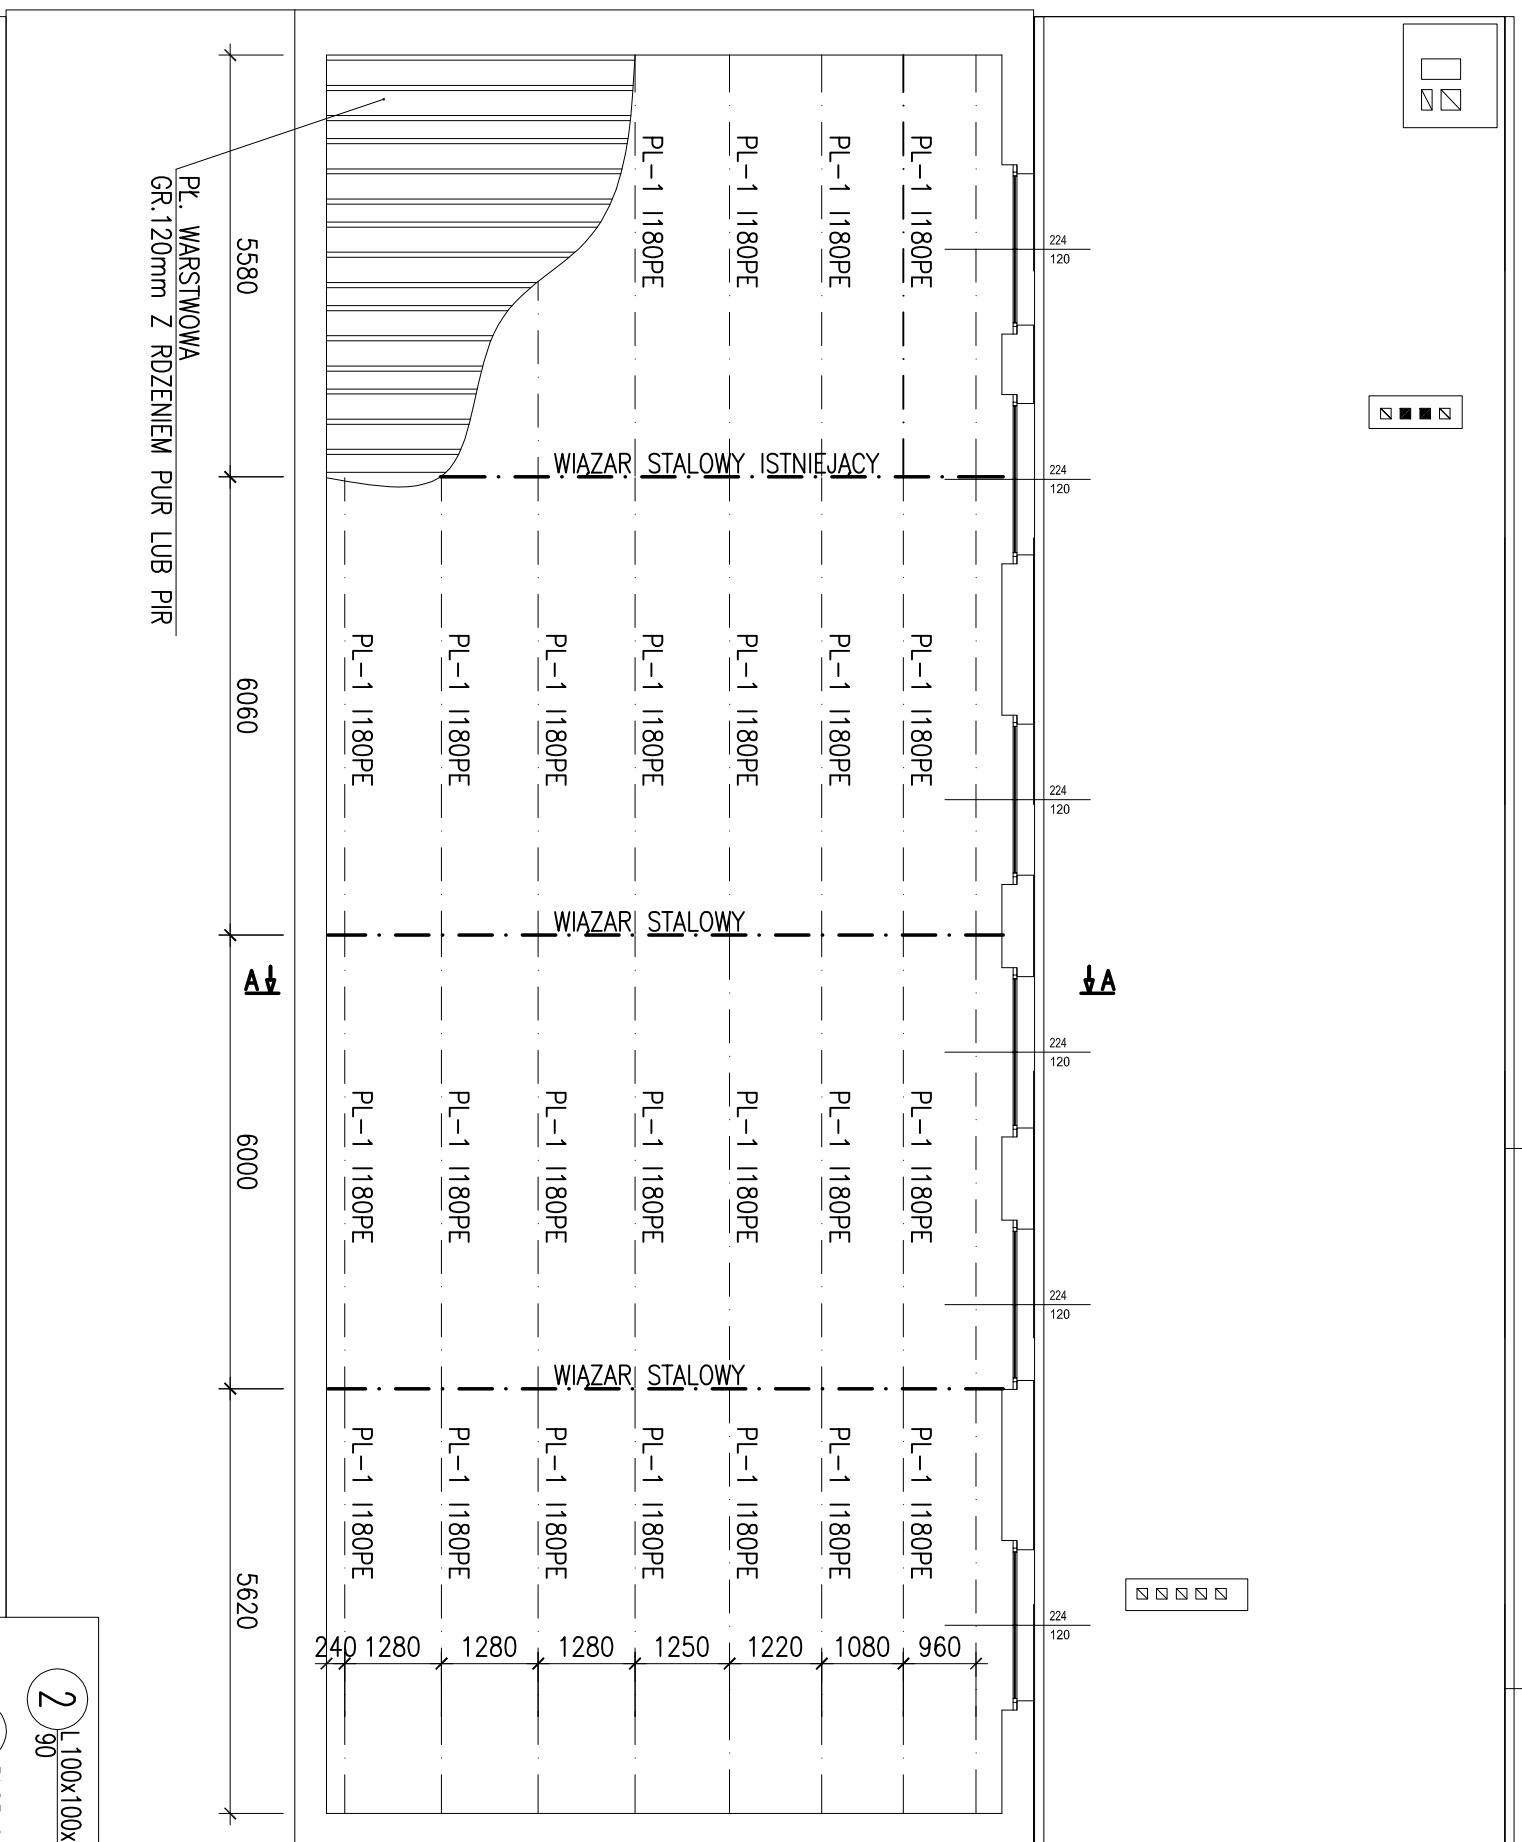 PL-1 I180PE
PL-1 I180PE
PL-1 I180PE
PL-1 I180PE
224
120
PŁ. WARSTWOWA
GR.120mm Z RDZENIEM PUR LUB PIR
5580
WIĄZAR STALOWY ISTNIEJĄCY
224
120
PL-1 I180PE
PL-1 I180PE
PL-1 I180PE
PL-1 I180PE
PL-1 I180PE
PL-1 I180PE
PL-1 I180PE
6060
224
120
WIĄZAR STALOWY
A
A
224
120
PL-1 I180PE
PL-1 I180PE
PL-1 I180PE
PL-1 I180PE
PL-1 I180PE
PL-1 I180PE
PL-1 I180PE
6000
224
120
WIĄZAR STALOWY
PL-1 I180PE
PL-1 I180PE
PL-1 I180PE
PL-1 I180PE
PL-1 I180PE
PL-1 I180PE
PL-1 I180PE
5620
224
120
240 1280 1280 1280 1250 1220 1080 960
2
L 100x100x
90